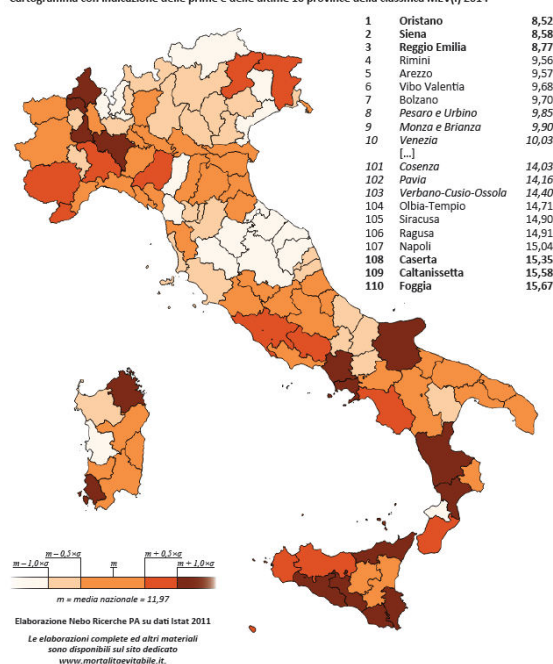 Cartogramma con indicazione delle prime e delle ultime 10 province della classifica MEV(i) 2014
1 Oristano 8,52
2 Siena 8,58
3 Reggio Emilia 8,77
4 Rimini 9,56
5 Arezzo 9,57
6 Vibo Valentia 9,68
7 Bolzano 9,70
8 Pesaro e Urbino 9,85
9 Monza e Brianza 9,90
10 Venezia 10,03
[...]
101 Cosenza 14,03
102 Pavia 14,16
103 Verbano-Cusio-Ossola 14,40
104 Olbia-Tempio 14,71
105 Siracusa 14,90
106 Ragusa 14,91
107 Napoli 15,04
108 Caserta 15,35
109 Caltanissetta 15,58
110 Foggia 15,67
m – 0,5×σ m m + 0,5×σ
m – 1,0×σ m + 1,0×σ
m = media nazionale = 11,97
Elaborazione Nebo Ricerche PA su dati Istat 2011
Le elaborazioni complete ed altri materiali
sono disponibili sul sito dedicato
www.mortalitaevitabile.it.